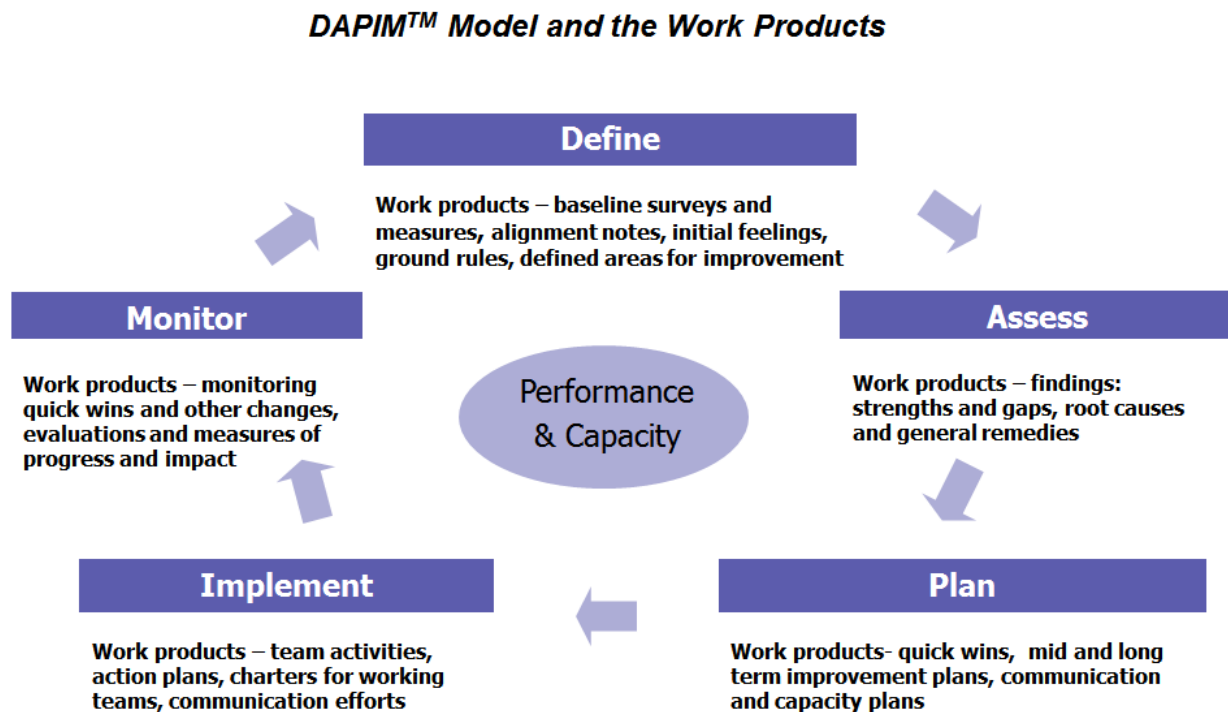 DAPIM™ Model and the Work Products
Define
Work products – baseline surveys and
measures, alignment notes, initial feelings,
ground rules, defined areas for improvement
Assess
Work products – findings:
strengths and gaps, root causes
and general remedies
Plan
Work products- quick wins, mid and long
term improvement plans, communication
and capacity plans
Implement
Work products – team activities,
action plans, charters for working
teams, communication efforts
Monitor
Work products – monitoring
quick wins and other changes,
evaluations and measures of
progress and impact
Performance
& Capacity